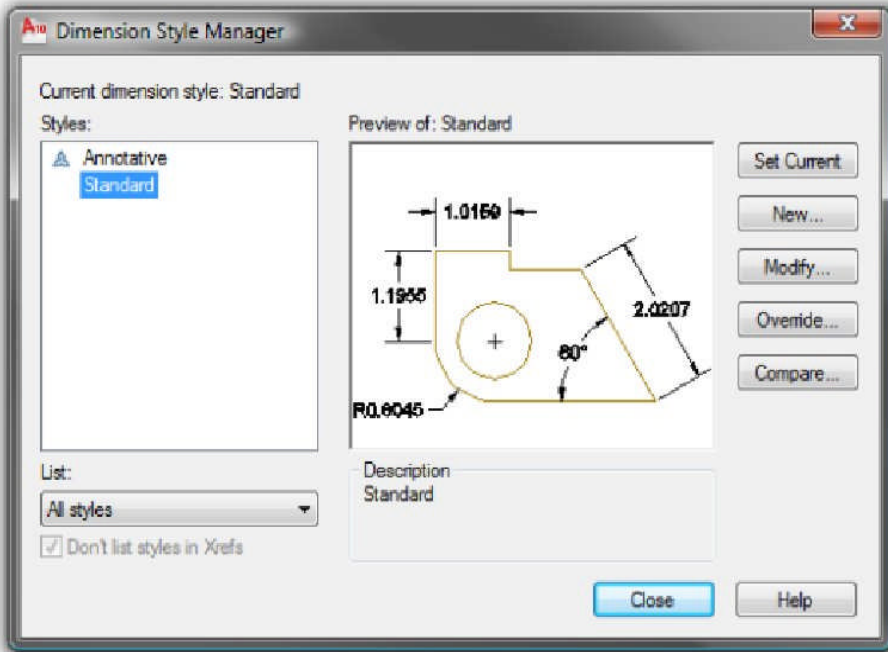 A10 Dimension Style Manager
Current dimension style: Standard
Styles:
Annotative
Standard
Preview of: Standard
1.0159
1.1955
2.0207
60°
R0.8045
Set Current
New...
Modify...
Override...
Compare...
List:
All styles
Don't list styles in Xrefs
Description
Standard
Close
Help